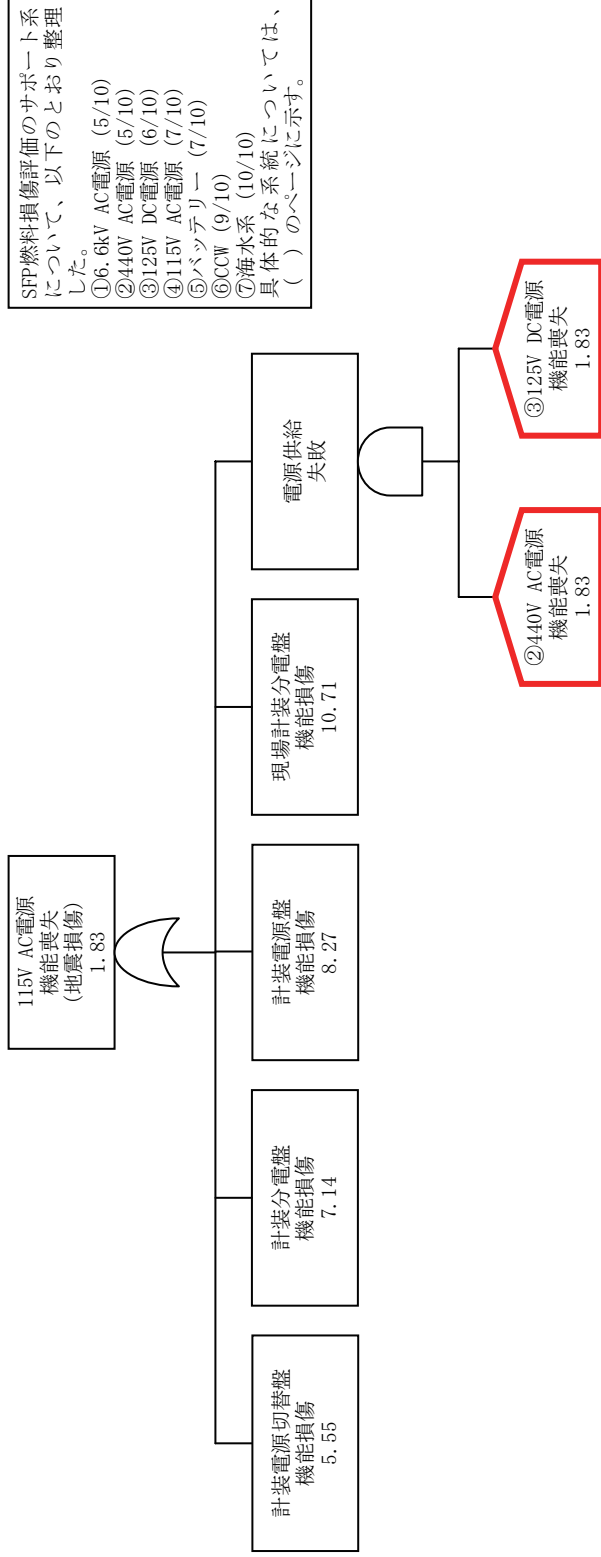 115V AC電源
機能喪失
(地震損傷)
1.83
計装電源切替盤
機能損傷
5.55
計装分電盤
機能損傷
7.14
計装電源盤
機能損傷
8.27
現場計装分電盤
機能損傷
10.71
電源供給
失敗
②440V AC電源
機能喪失
1.83
③125V DC電源
機能喪失
1.83
SFP燃料損傷評価のサポート系
について、以下のとおり整理
した。
①6.6kV AC電源 (5/10)
②440V AC電源 (5/10)
③125V DC電源 (6/10)
④115V AC電源 (7/10)
⑤バッテリー (7/10)
⑥CCW (9/10)
⑦海水系 (10/10)
具体的な系統については、
( ) のページに示す。